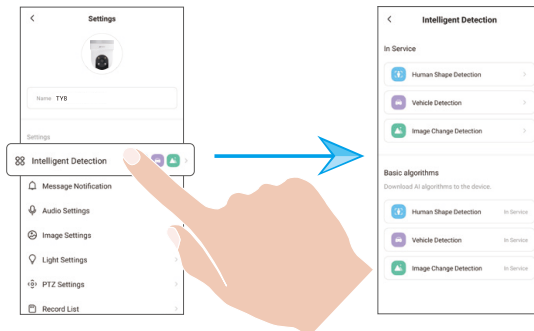 Settings
Name TYB
Settings
Intelligent Detection
Message Notification
Audio Settings
Image Settings
Light Settings
PTZ Settings
Record List
Intelligent Detection
In Service
Human Shape Detection
Vehicle Detection
Image Change Detection
Basic algorithms
Download AI algorithms to the device.
Human Shape Detection In Service
Vehicle Detection In Service
Image Change Detection In Service